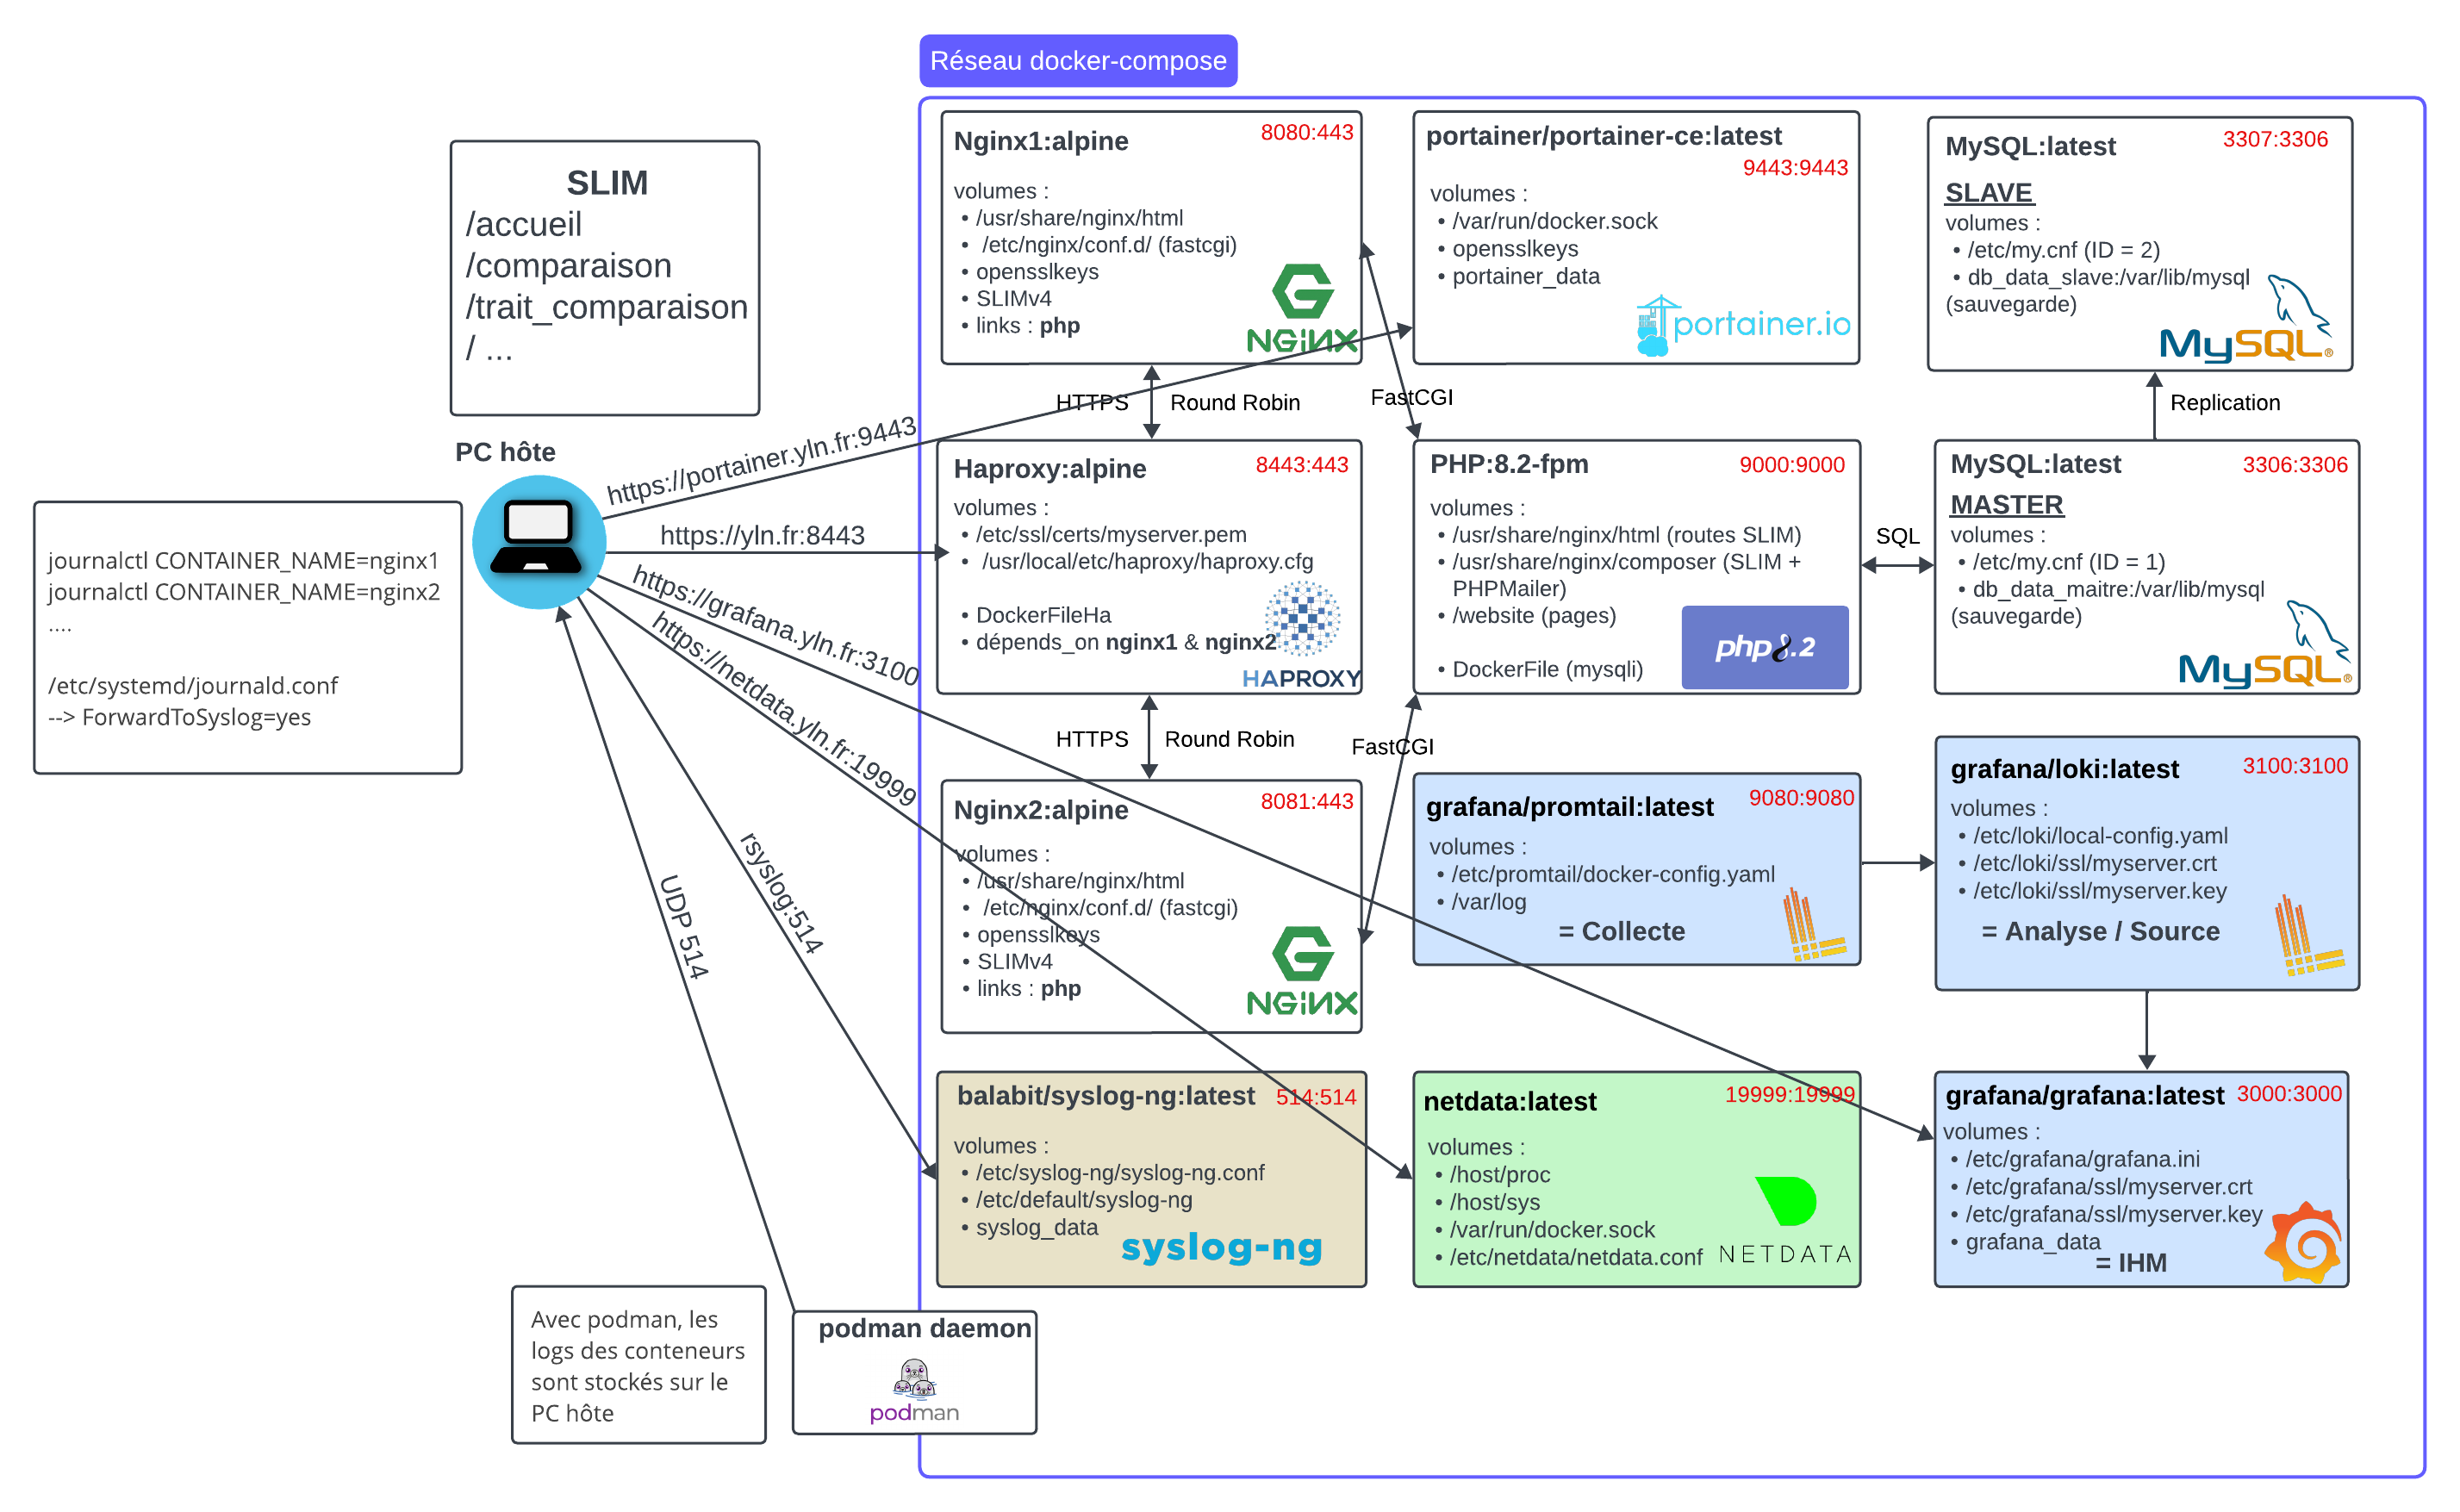 Réseau docker-compose
SLIM
/accueil
/comparaison
/trait_comparaison
/ ...
PC hôte
journalctl CONTAINER_NAME=nginx1
journalctl CONTAINER_NAME=nginx2
....
/etc/systemd/journald.conf
--> ForwardToSyslog=yes
https://portainer.yln.fr:9443
https://yln.fr:8443
https://grafana.yln.fr:3100
https://netdata.yln.fr:19999
rsyslog:514
UDP 514
Nginx1:alpine
8080:443
volumes :
• /usr/share/nginx/html
• /etc/nginx/conf.d/ (fastcgi)
• opensslkeys
• SLIMv4
• links : php
NGINX
portainer/portainer-ce:latest
9443:9443
volumes :
• /var/run/docker.sock
• opensslkeys
• portainer_data
portainer.io
MySQL:latest
3307:3306
SLAVE
volumes :
• /etc/my.cnf (ID = 2)
• db_data_slave:/var/lib/mysql
(sauvegarde)
MySQL®
HTTPS
Round Robin
FastCGI
Replication
Haproxy:alpine
8443:443
volumes :
• /etc/ssl/certs/myserver.pem
• /usr/local/etc/haproxy/haproxy.cfg
• DockerFileHa
• dépends_on nginx1 & nginx2
HAPROXY
PHP:8.2-fpm
9000:9000
volumes :
• /usr/share/nginx/html (routes SLIM)
• /usr/share/nginx/composer (SLIM +
PHPMailer)
• /website (pages)
• DockerFile (mysqli)
php8.2
SQL
MySQL:latest
3306:3306
MASTER
volumes :
• /etc/my.cnf (ID = 1)
• db_data_maitre:/var/lib/mysql
(sauvegarde)
MySQL®
HTTPS
Round Robin
FastCGI
Nginx2:alpine
8081:443
volumes :
• /usr/share/nginx/html
• /etc/nginx/conf.d/ (fastcgi)
• opensslkeys
• SLIMv4
• links : php
NGINX
grafana/promtail:latest
9080:9080
volumes :
• /etc/promtail/docker-config.yaml
• /var/log
= Collecte
grafana/loki:latest
3100:3100
volumes :
• /etc/loki/local-config.yaml
• /etc/loki/ssl/myserver.crt
• /etc/loki/ssl/myserver.key
= Analyse / Source
balabit/syslog-ng:latest
514:514
volumes :
• /etc/syslog-ng/syslog-ng.conf
• /etc/default/syslog-ng
• syslog_data
syslog-ng
netdata:latest
19999:19999
volumes :
• /host/proc
• /host/sys
• /var/run/docker.sock
• /etc/netdata/netdata.conf
NETDATA
grafana/grafana:latest
3000:3000
volumes :
• /etc/grafana/grafana.ini
• /etc/grafana/ssl/myserver.crt
• /etc/grafana/ssl/myserver.key
• grafana_data
= IHM
Avec podman, les
logs des conteneurs
sont stockés sur le
PC hôte
podman daemon
podman